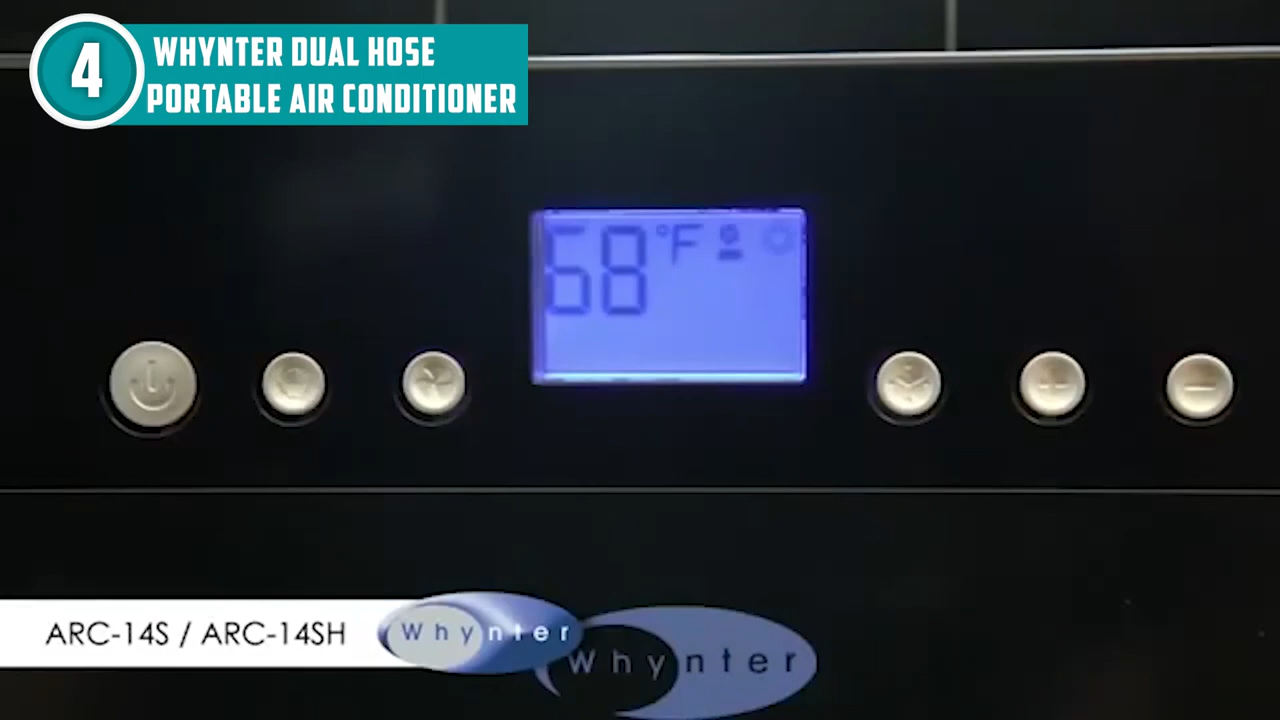 4
WHYNTER DUAL HOSE
PORTABLE AIR CONDITIONER
68°F
ARC-14S / ARC-14SH
Whynter
Whynter